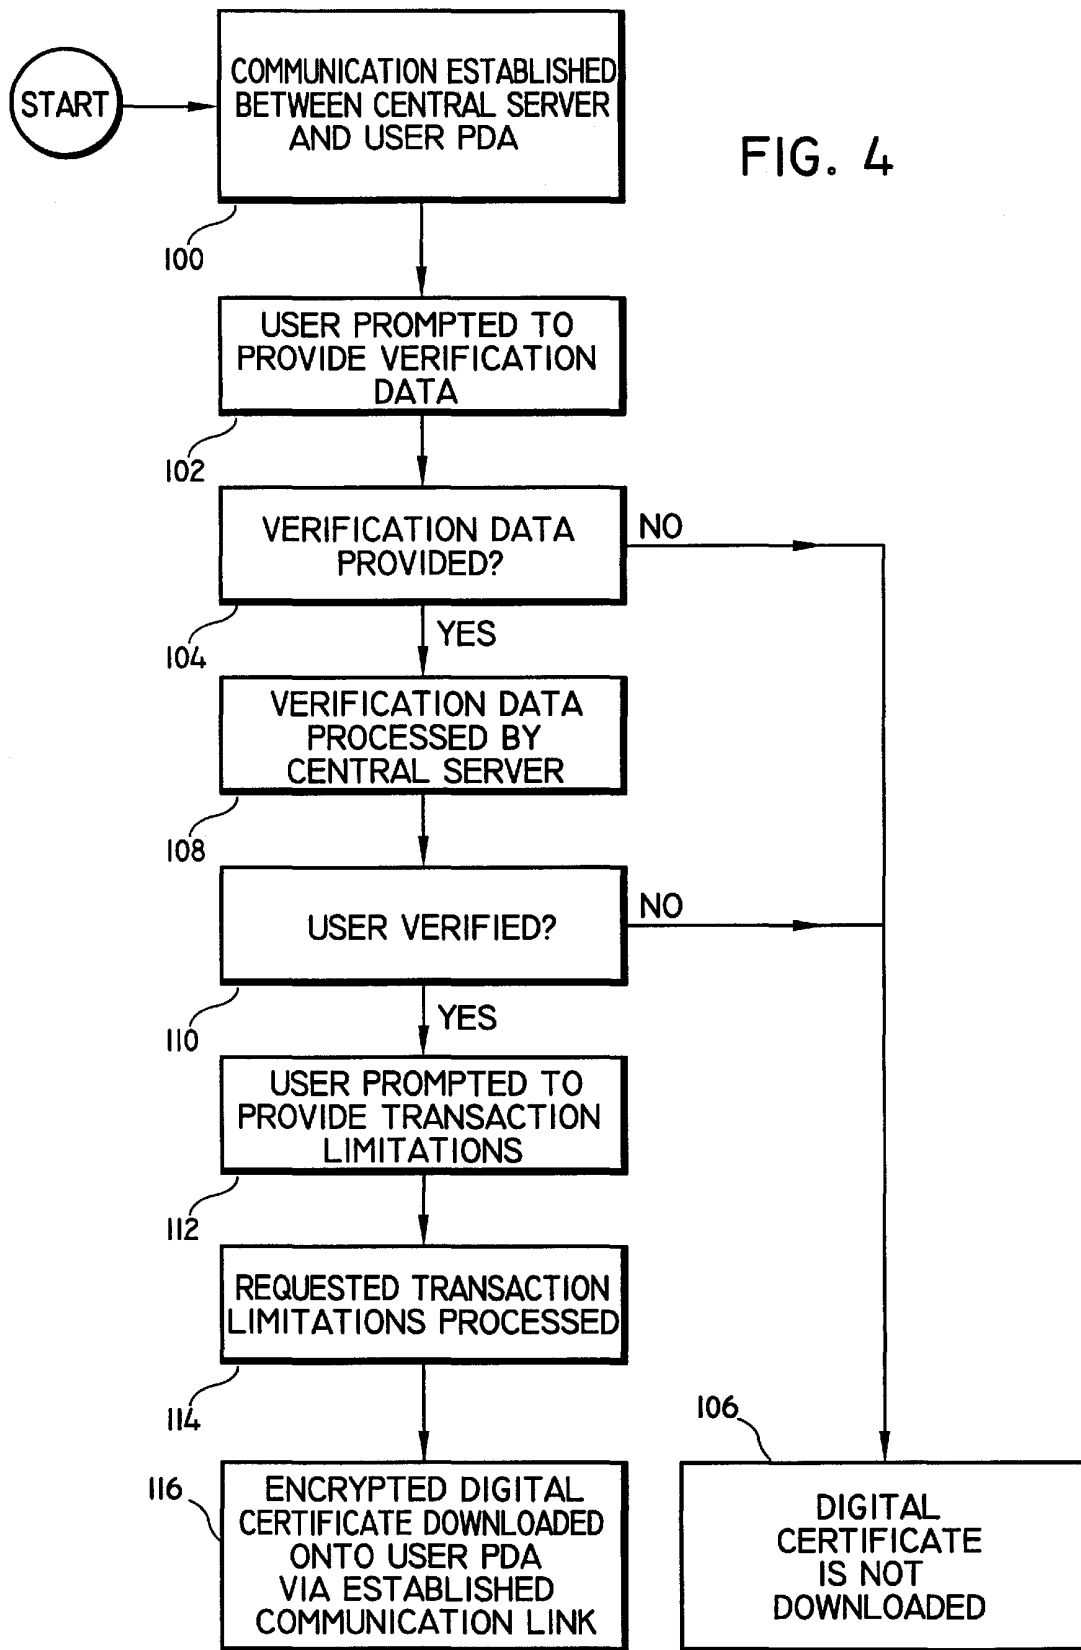 START
COMMUNICATION ESTABLISHED
BETWEEN CENTRAL SERVER
AND USER PDA
FIG. 4
100
USER PROMPTED TO
PROVIDE VERIFICATION
DATA
102
VERIFICATION DATA
PROVIDED?
NO
104
YES
VERIFICATION DATA
PROCESSED BY
CENTRAL SERVER
108
USER VERIFIED?
NO
110
YES
USER PROMPTED TO
PROVIDE TRANSACTION
LIMITATIONS
112
REQUESTED TRANSACTION
LIMITATIONS PROCESSED
114
106
116
ENCRYPTED DIGITAL
CERTIFICATE DOWNLOADED
ONTO USER PDA
VIA ESTABLISHED
COMMUNICATION LINK
DIGITAL
CERTIFICATE
IS NOT
DOWNLOADED